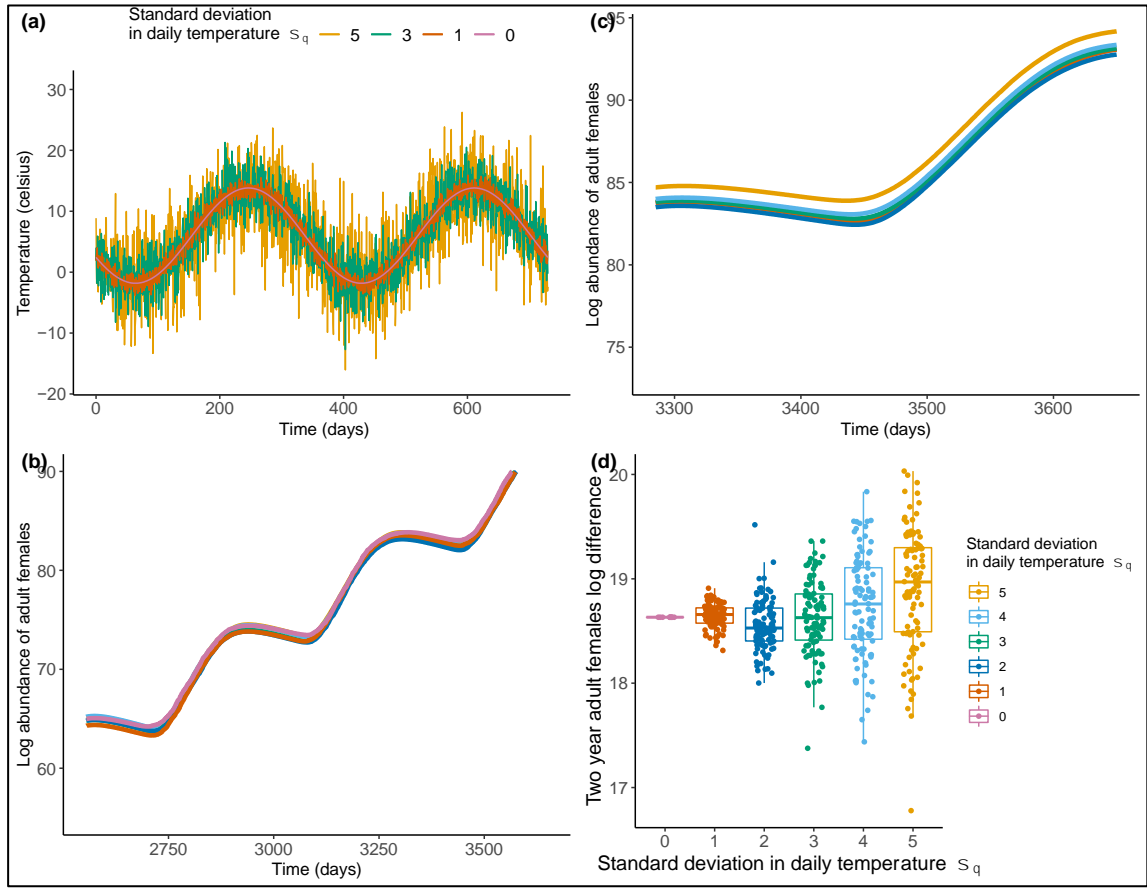 (a)
Standard deviation
in daily temperature S q 5 3 1 0
30
20
10
0
−10
−20
Temperature (celsius)
0 200 400 600
Time (days)
(c)
95
90
85
80
75
Log abundance of adult females
3300 3400 3500 3600
Time (days)
(b)
90
80
70
60
Log abundance of adult females
2750 3000 3250 3500
Time (days)
(d)
20
19
18
17
Two year adult females log difference
0 1 2 3 4 5
Standard deviation in daily temperature S q
Standard deviation
in daily temperature S q
5
4
3
2
1
0